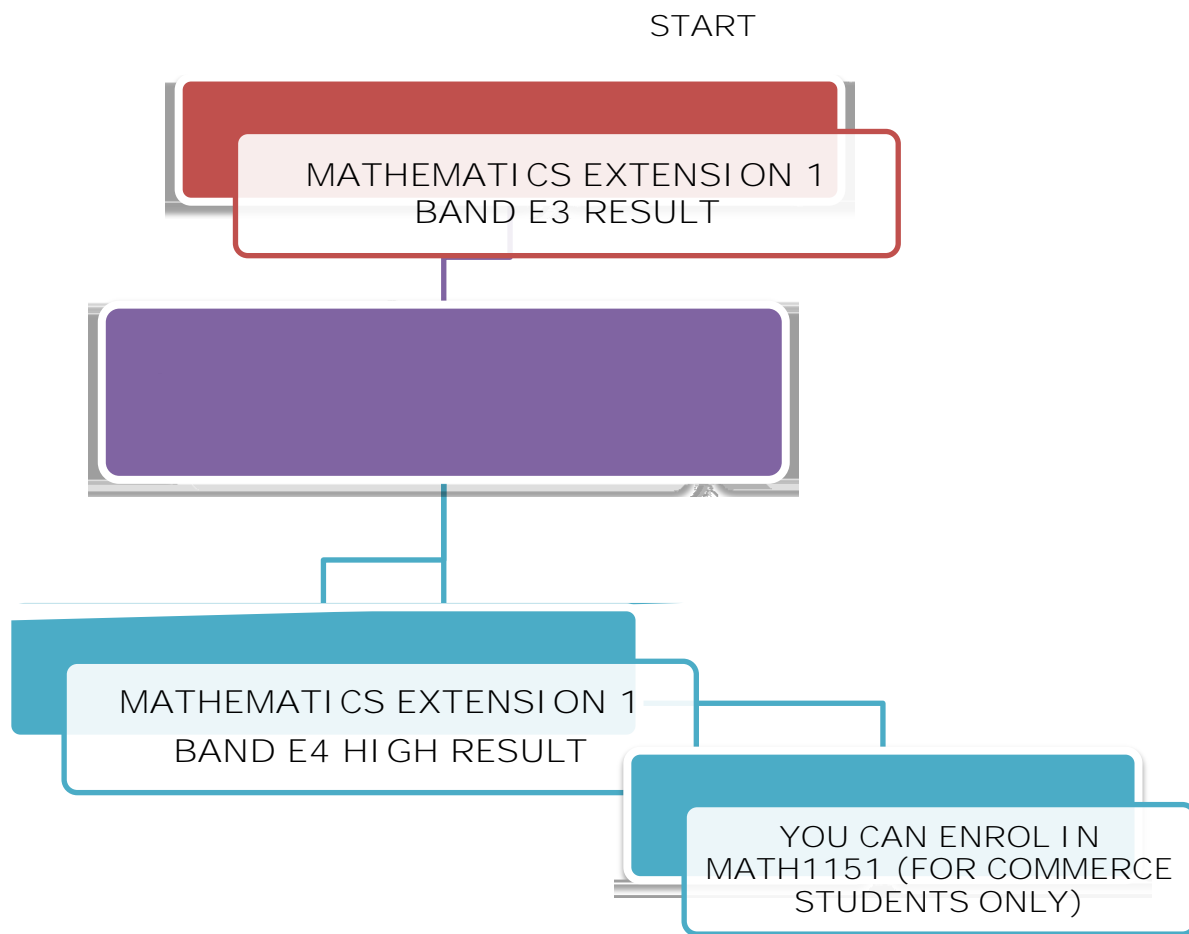 START
MATHEMATICS EXTENSION 1
BAND E3 RESULT
MATHEMATICS EXTENSION 1
BAND E4 HIGH RESULT
YOU CAN ENROL IN
MATH1151 (FOR COMMERCE
STUDENTS ONLY)